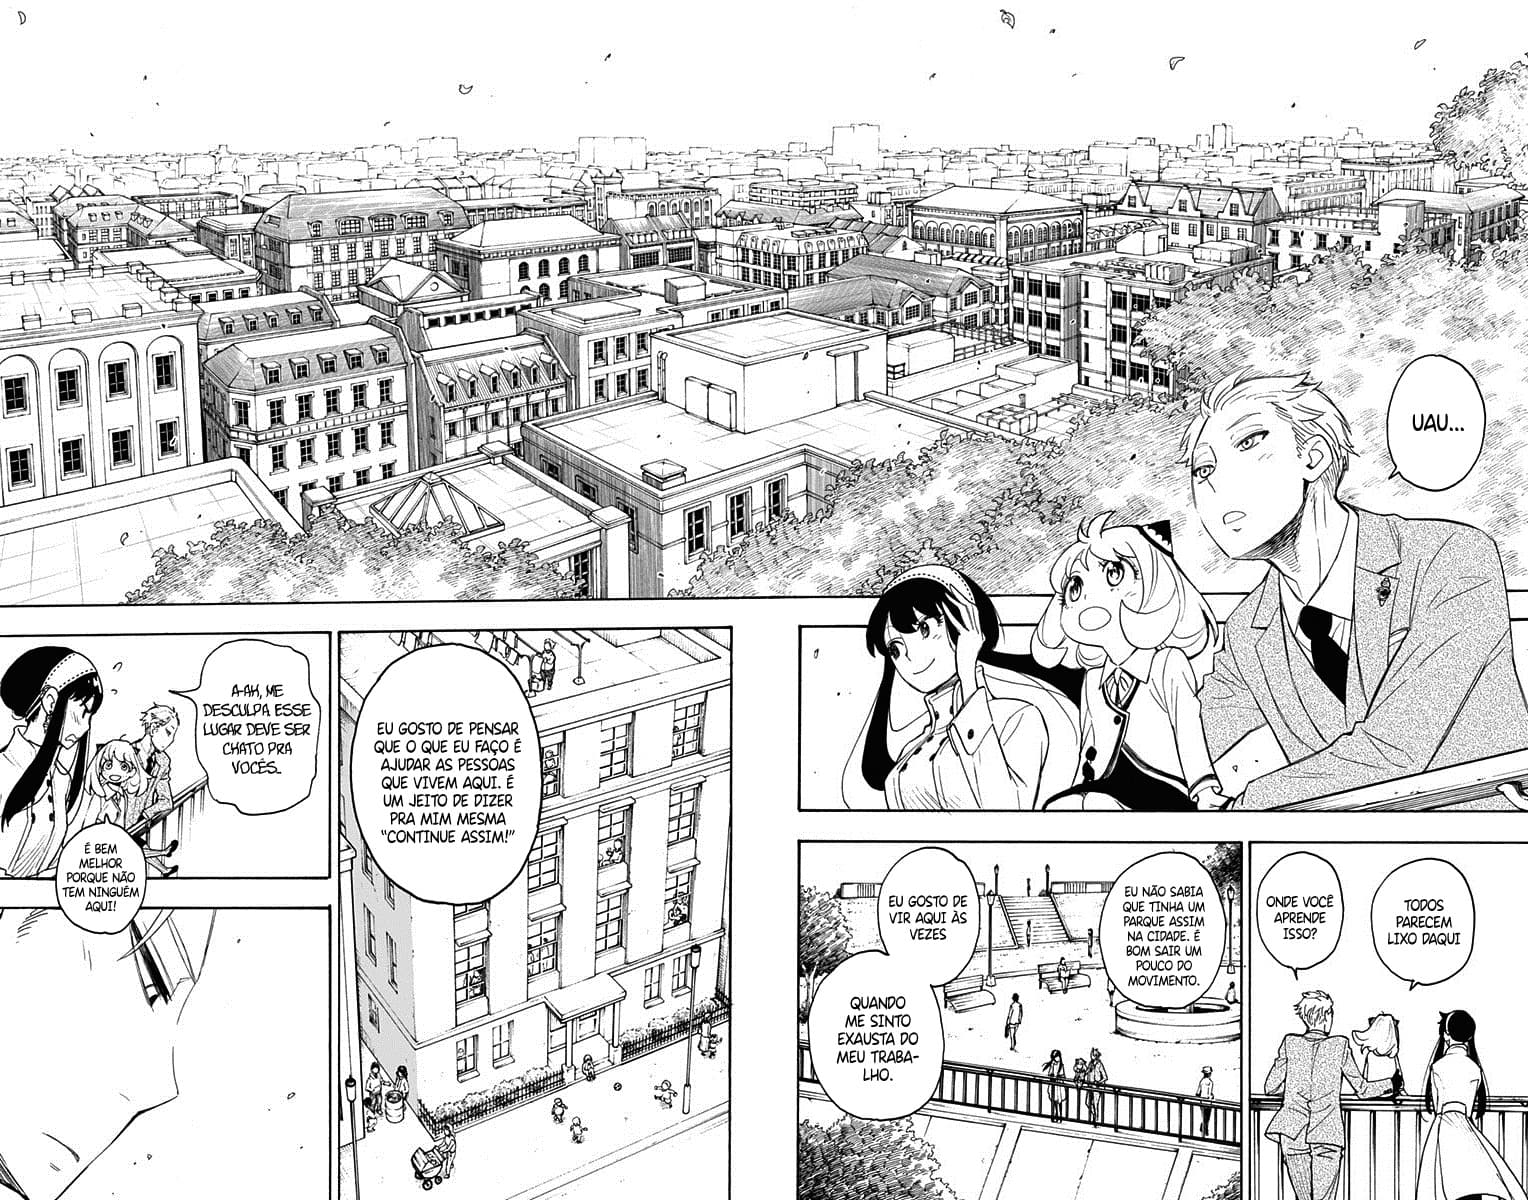 UAU...
TODOS
PARECEM
LIXO DAQUI
ONDE VOCÊ
APRENDE
ISSO?
EU NÃO SABIA
QUE TINHA UM
PARQUE ASSIM
NA CIDADE. É
BOM SAIR UM
POUCO DO
MOVIMENTO.
EU GOSTO DE
VIR AQUI ÀS
VEZES
QUANDO
ME SINTO
EXAUSTA DO
MEU TRABA-
LHO.
EU GOSTO DE PENSAR
QUE O QUE EU FAÇO É
AJUDAR AS PESSOAS
QUE VIVEM AQUI. É
UM JEITO DE DIZER
PRA MIM MESMA
“CONTINUE ASSIM!”
A-AH, ME
DESCULPA ESSE
LUGAR DEVE SER
CHATO PRA
VOCÊS...
É BEM
MELHOR
PORQUE NÃO
TEM NINGUÉM
AQUI!